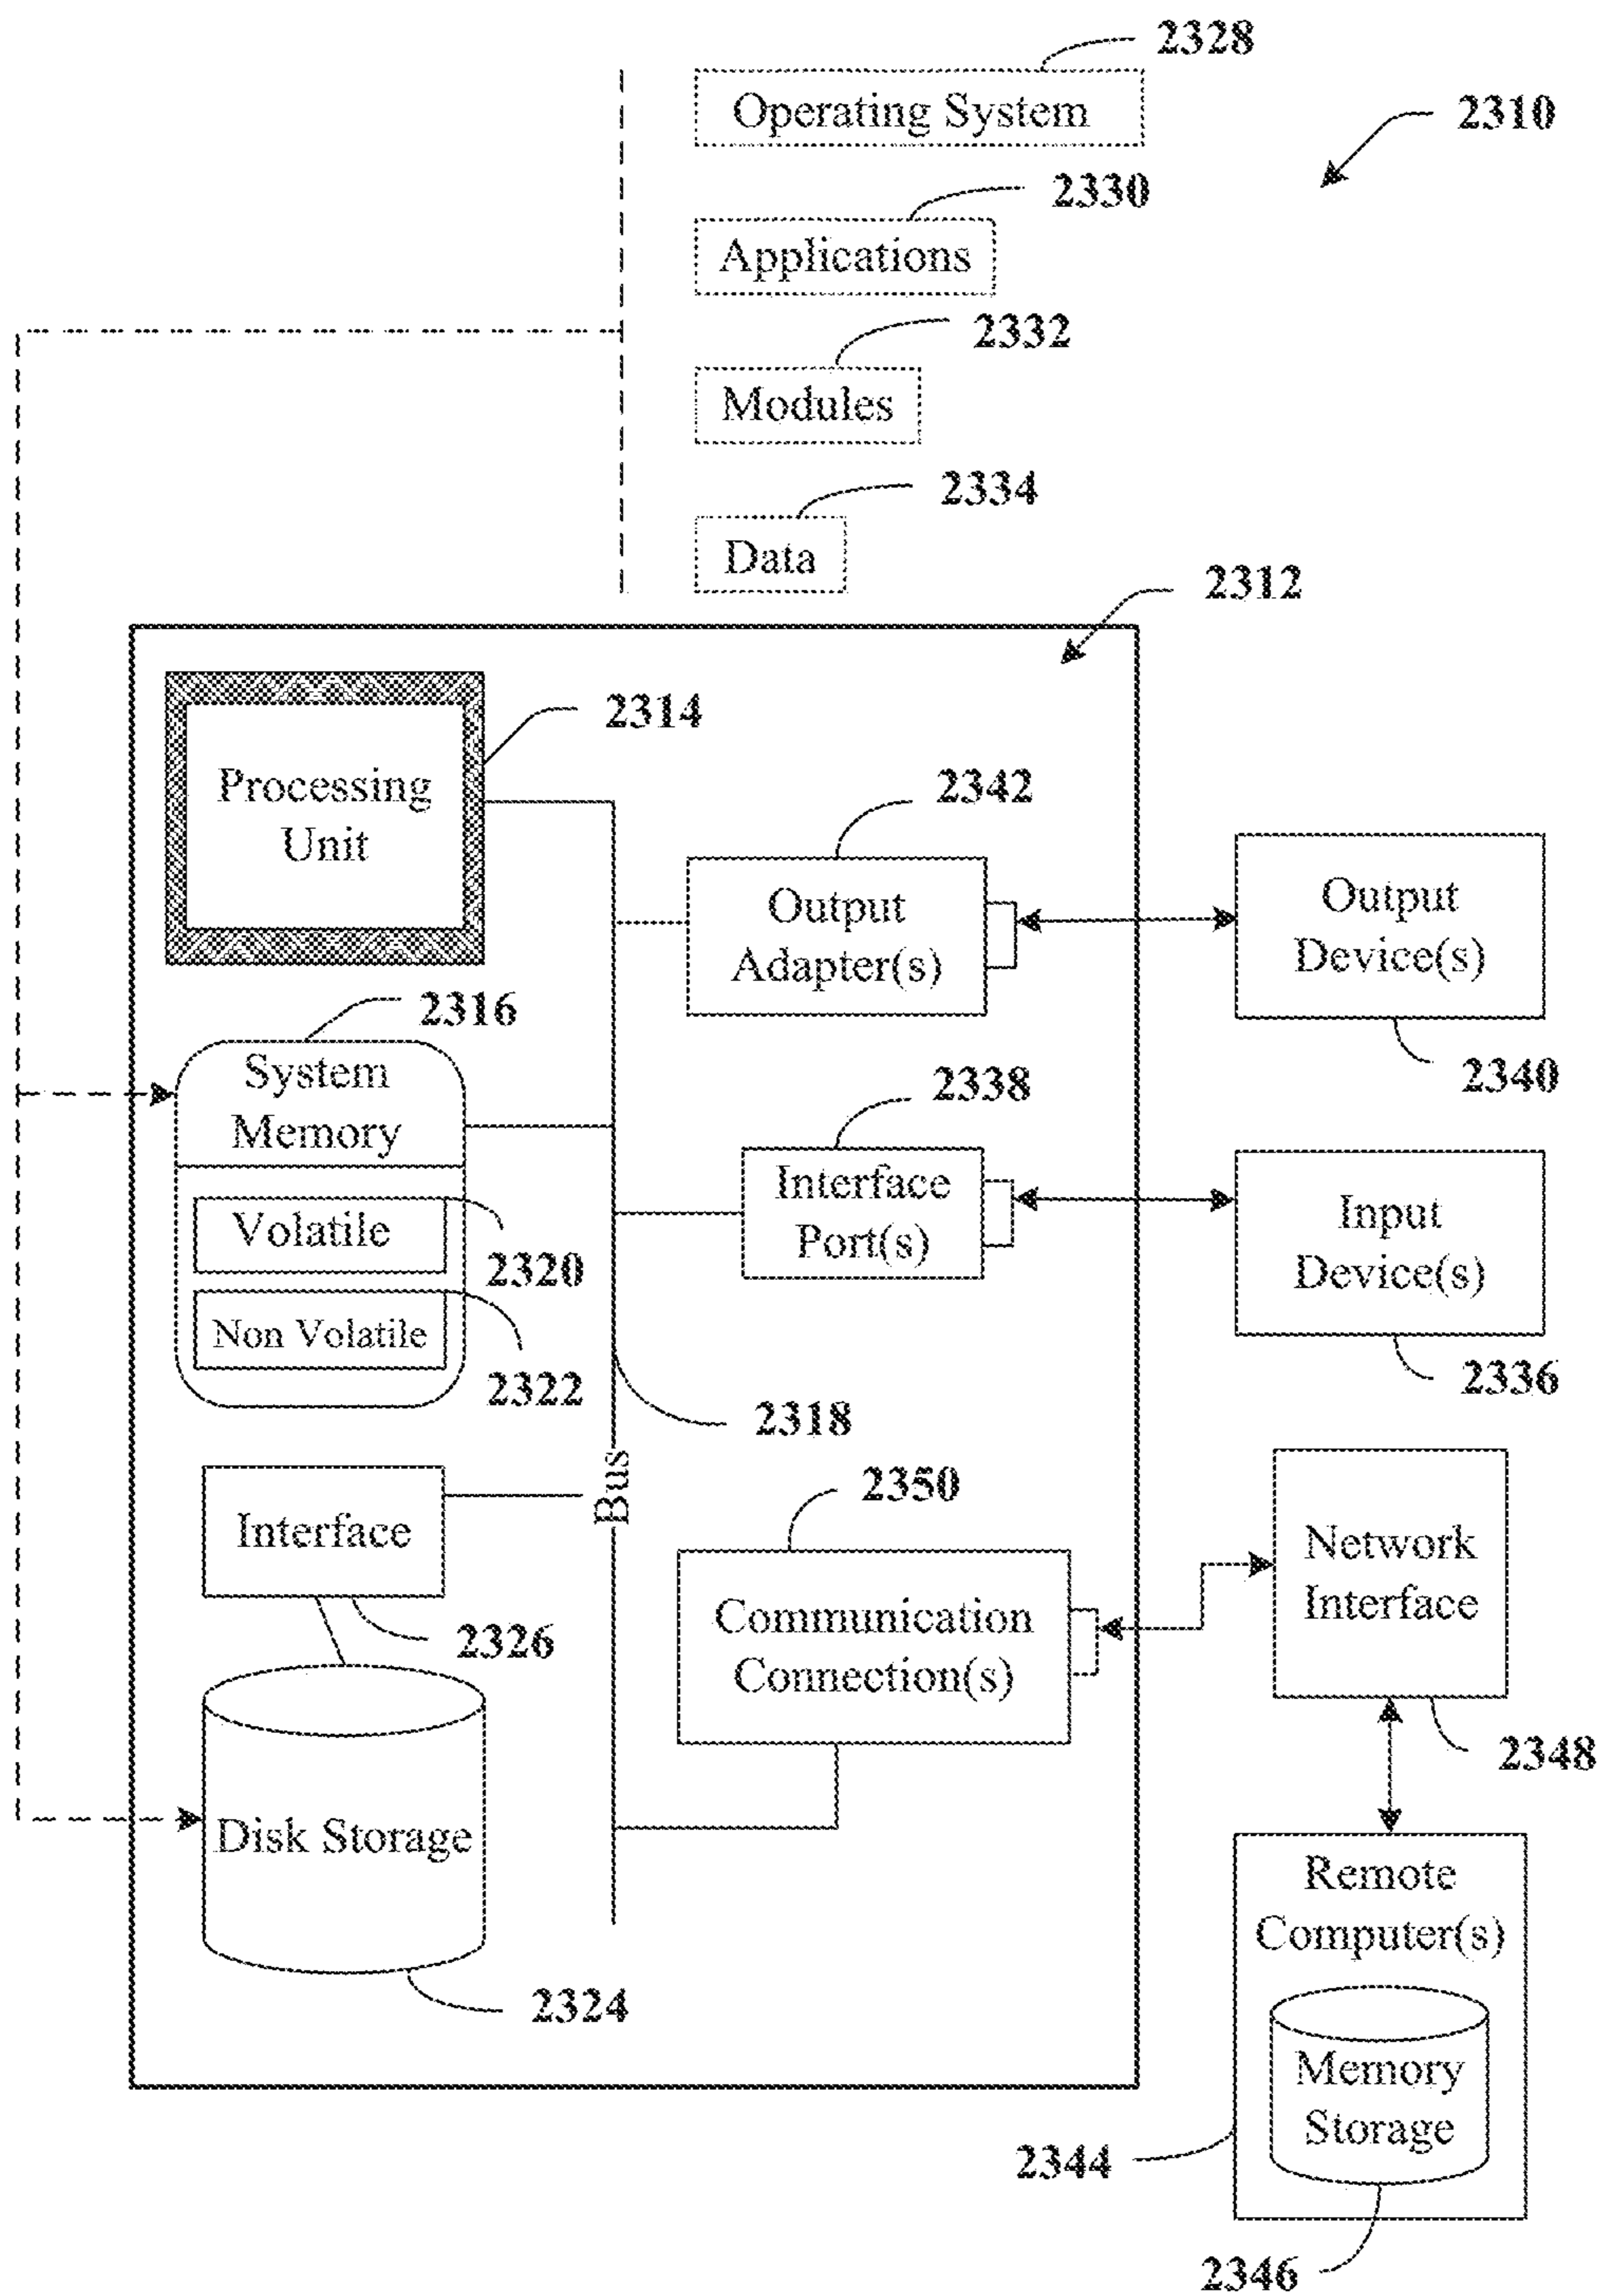 2328
Operating System
2310
2330
Applications
2332
Modules
2334
Data
2312
2314
Processing
Unit
2342
Output
Adapter(s)
Output
Device(s)
2340
2316
System
Memory
Volatile
2320
Non Volatile
2322
2338
Interface
Port(s)
Input
Device(s)
2336
2318
Bus
2350
Interface
2326
Communication
Connection(s)
Network
Interface
2348
Disk Storage
2324
Remote
Computer(s)
Memory
Storage
2344
2346